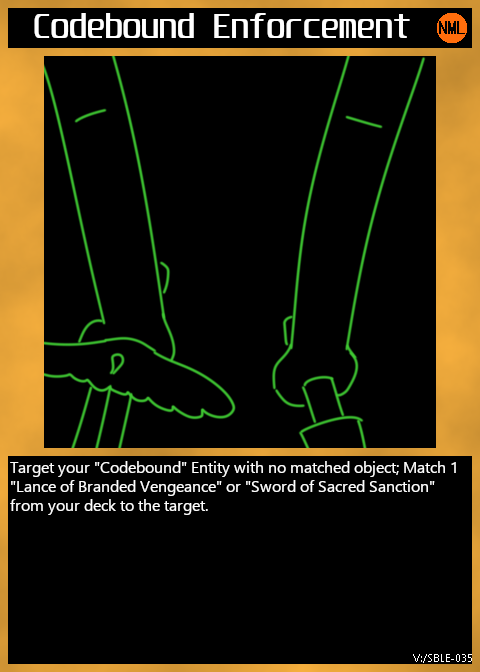 Codebound Enforcement
NML
Target your "Codebound" Entity with no matched object; Match 1
"Lance of Branded Vengeance" or "Sword of Sacred Sanction"
from your deck to the target.
V:/SBLE-035